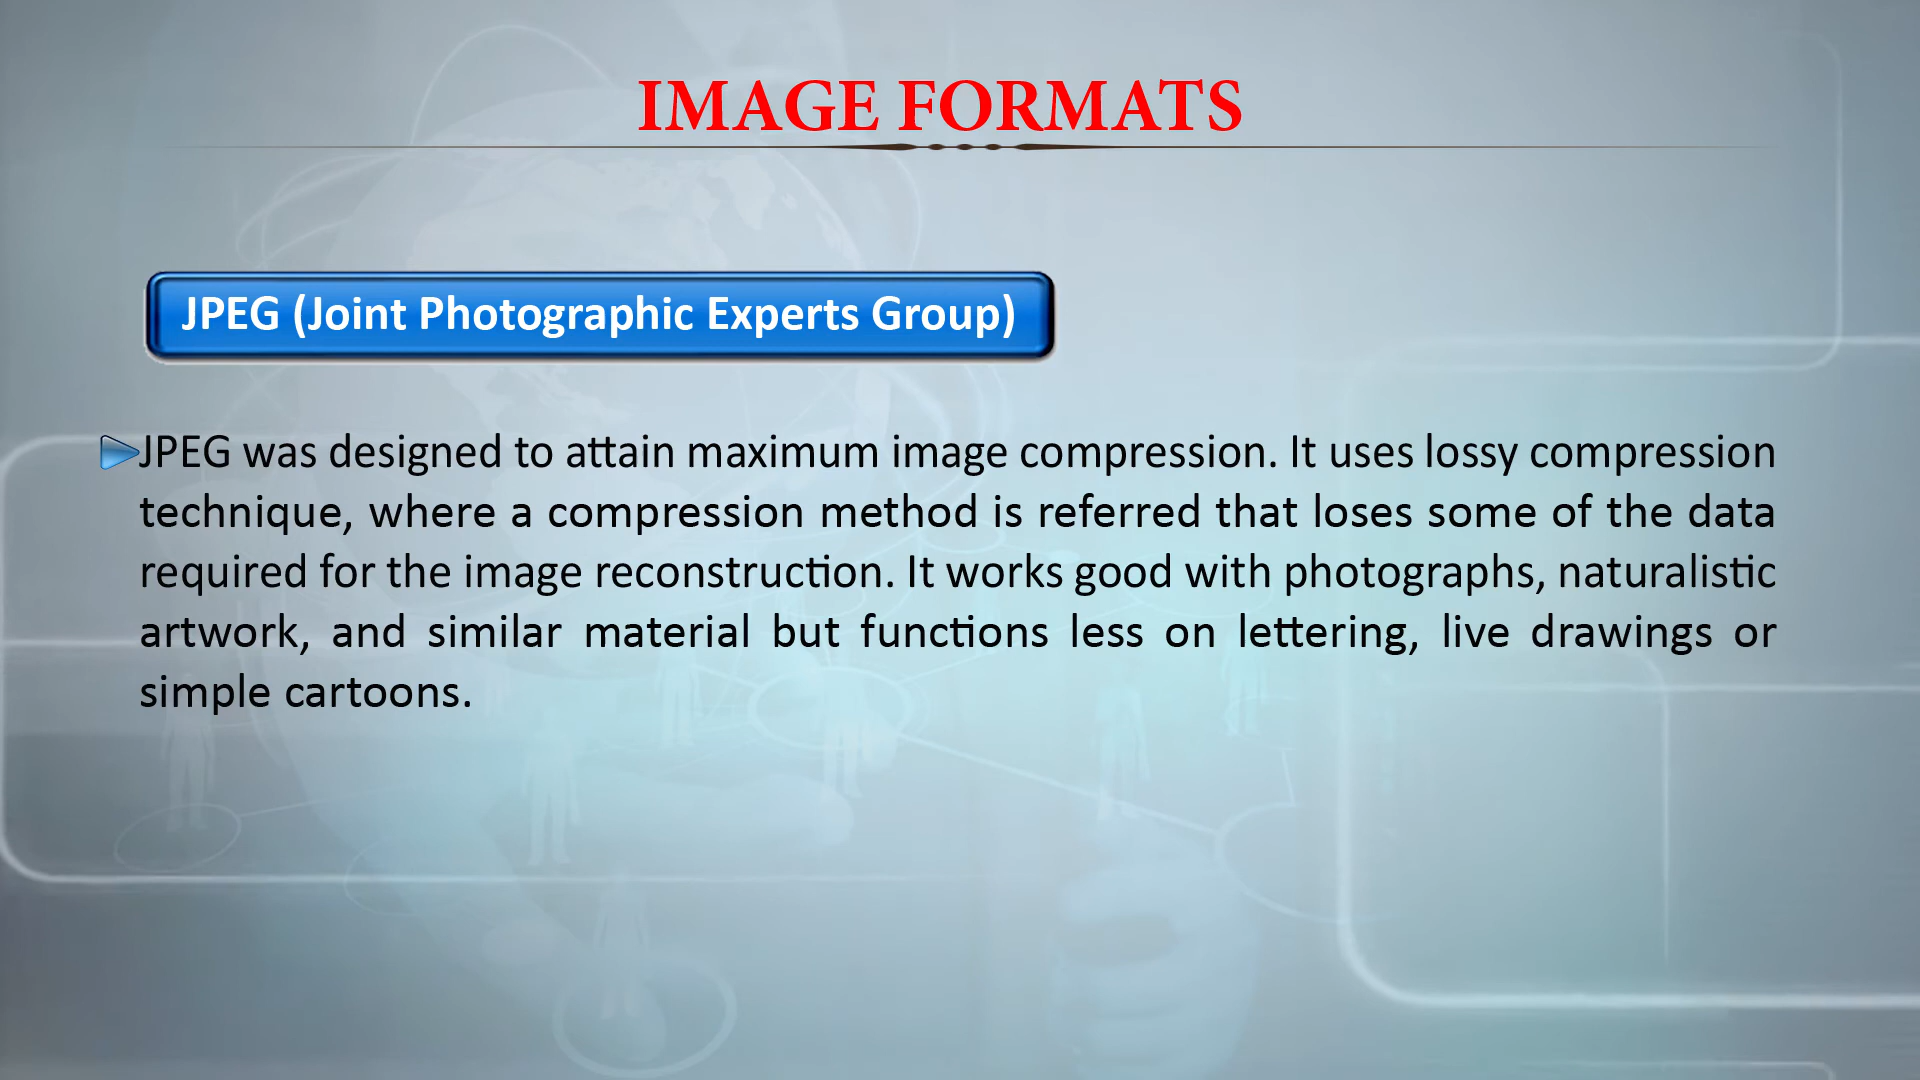 IMAGE FORMATS
JPEG (Joint Photographic Experts Group)
JPEG was designed to attain maximum image compression. It uses lossy compression
technique, where a compression method is referred that loses some of the data
required for the image reconstruction. It works good with photographs, naturalistic
artwork, and similar material but functions less on lettering, live drawings or
simple cartoons.